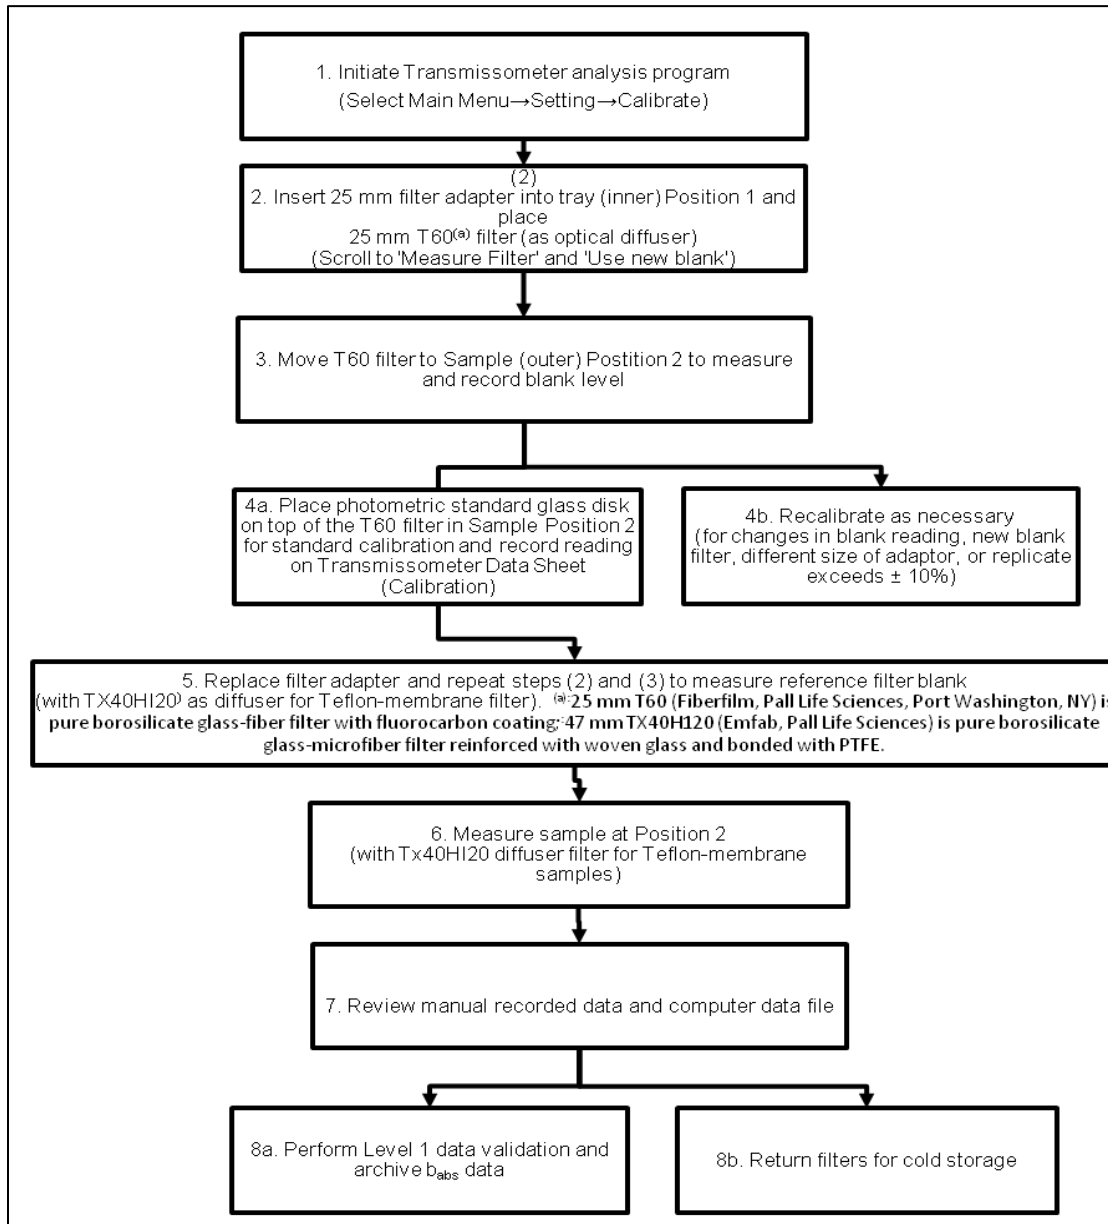 1. Initiate Transmissometer analysis program
(Select Main Menu→Setting→Calibrate)
(2)
2. Insert 25 mm filter adapter into tray (inner) Position 1 and
place
25 mm T60(a) filter (as optical diffuser)
(Scroll to 'Measure Filter' and 'Use new blank')
3. Move T60 filter to Sample (outer) Postition 2 to measure
and record blank level
4a. Place photometric standard glass disk
on top of the T60 filter in Sample Position 2
for standard calibration and record reading
on Transmissometer Data Sheet
(Calibration)
4b. Recalibrate as necessary
(for changes in blank reading, new blank
filter, different size of adaptor, or replicate
exceeds ± 10%)
5. Replace filter adapter and repeat steps (2) and (3) to measure reference filter blank
(with TX40HI20) as diffuser for Teflon-membrane filter). (a):25 mm T60 (Fiberfilm, Pall Life Sciences, Port Washington, NY) is
pure borosilicate glass-fiber filter with fluorocarbon coating; 47 mm TX40H120 (Emfab, Pall Life Sciences) is pure borosilicate
glass-microfiber filter reinforced with woven glass and bonded with PTFE.
6. Measure sample at Position 2
(with Tx40HI20 diffuser filter for Teflon-membrane
samples)
7. Review manual recorded data and computer data file
8a. Perform Level 1 data validation and
archive babs data
8b. Return filters for cold storage